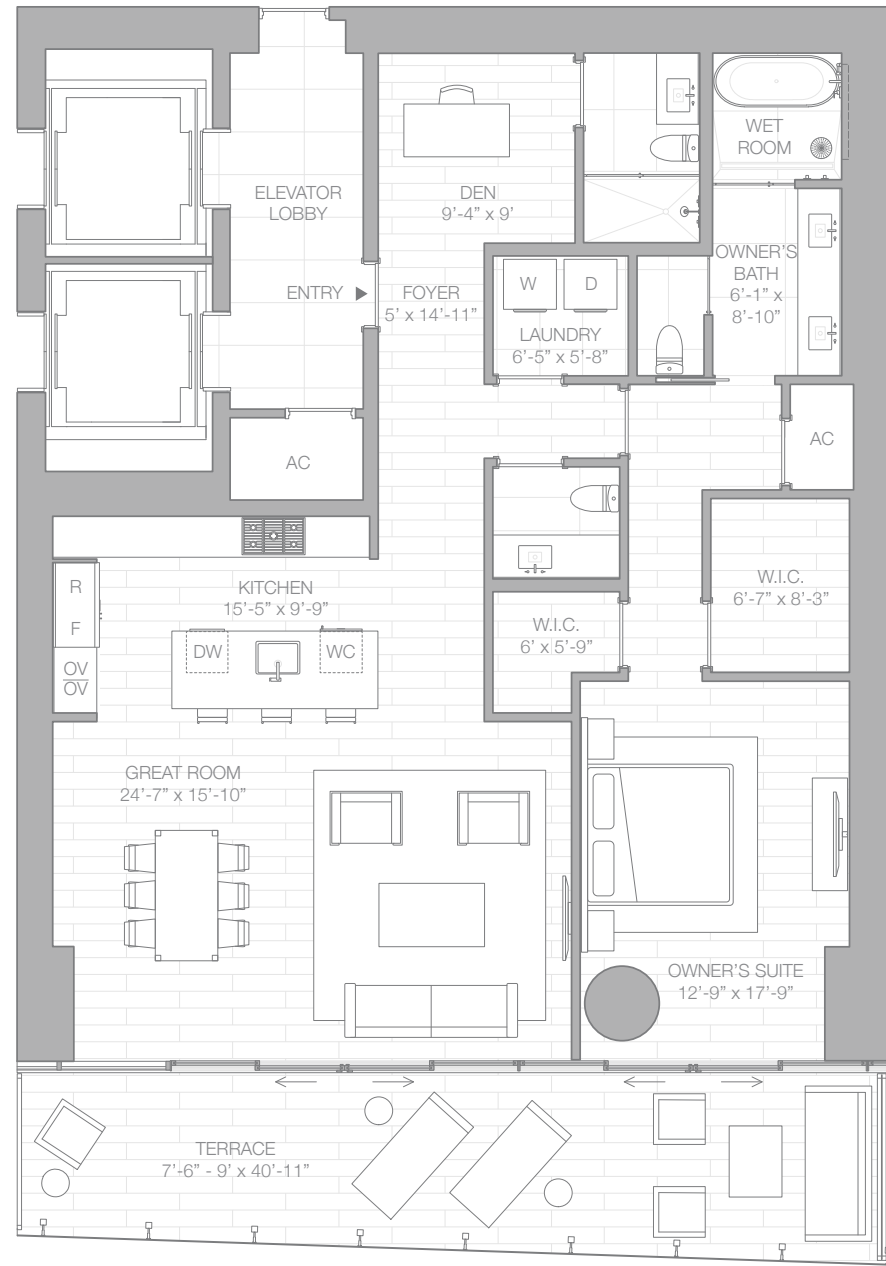 WET
ROOM
ELEVATOR
LOBBY
DEN
9’-4” x 9’
OWNER’S
BATH
6’-1” x
8’-10”
ENTRY
FOYER
5’ x 14’-11”
W
D
LAUNDRY
6’-5” x 5’-8”
AC
AC
KITCHEN
15’-5” x 9’-9”
R
F
OV
OV
DW
WC
W.I.C.
6’-7” x 8’-3”
W.I.C.
6’ x 5’-9”
GREAT ROOM
24’-7” x 15’-10”
OWNER’S SUITE
12’-9” x 17’-9”
TERRACE
7’-6” - 9’ x 40’-11”